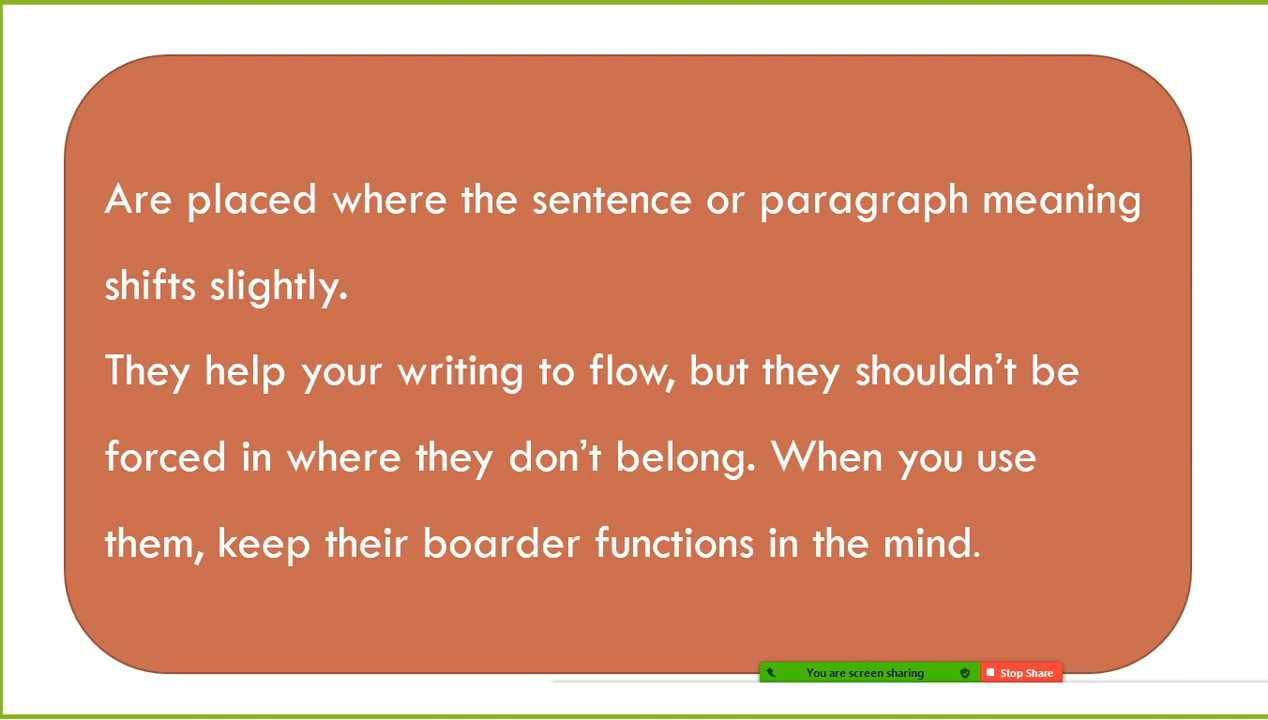 Are placed where the sentence or paragraph meaning
shifts slightly.
They help your writing to flow, but they shouldn’t be
forced in where they don’t belong. When you use
them, keep their boarder functions in the mind.
You are screen sharing
Stop Share